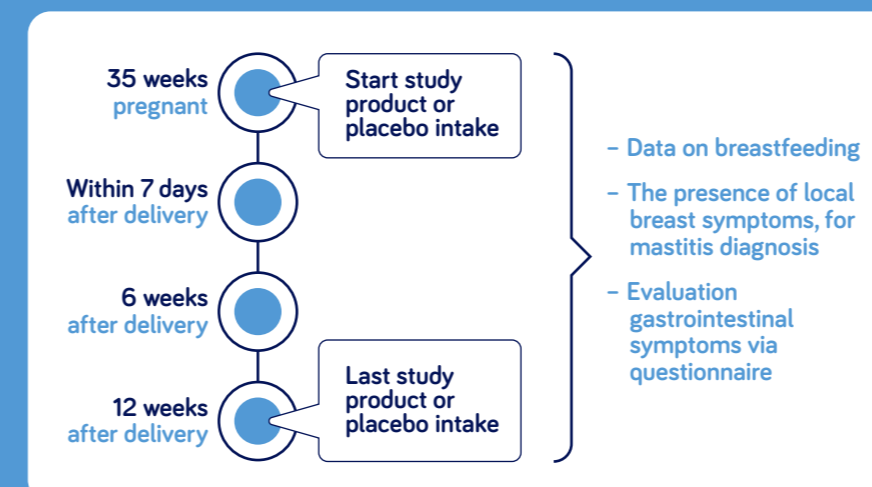 35 weeks
pregnant
Start study
product or
placebo intake
Within 7 days
after delivery
6 weeks
after delivery
12 weeks
after delivery
Last study
product or
placebo intake
– Data on breastfeeding
– The presence of local
breast symptoms, for
mastitis diagnosis
– Evaluation
gastrointestinal
symptoms via
questionnaire